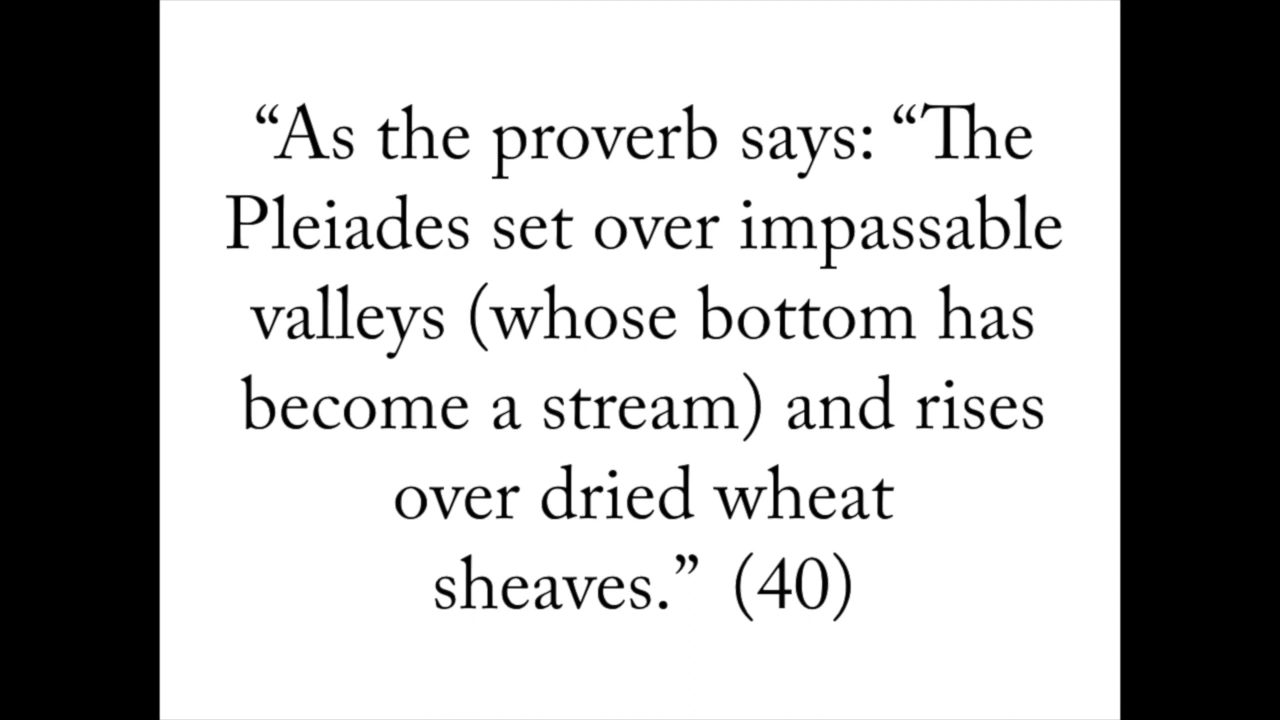 “As the proverb says: “The
Pleiades set over impassable
valleys (whose bottom has
become a stream) and rises
over dried wheat
sheaves.” (40)